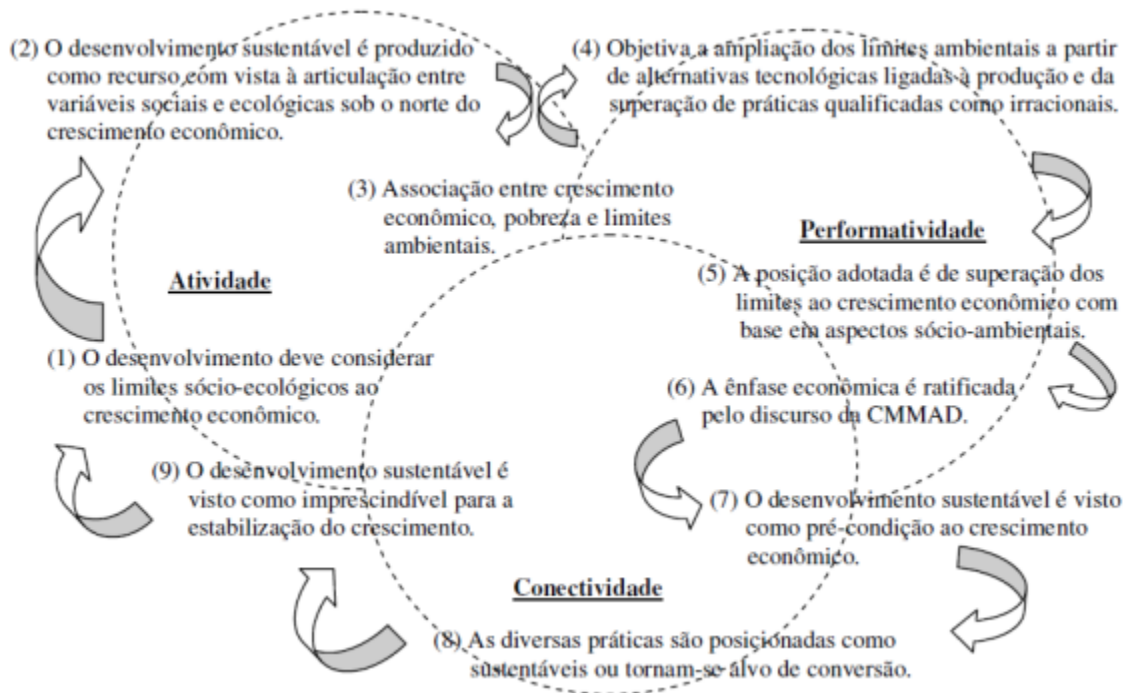 (2) O desenvolvimento sustentável é produzido
como recurso com vista à articulação entre
variáveis sociais e ecológicas sob o norte do
crescimento econômico.
(4) Objetiva a ampliação dos limites ambientais a partir
de alternativas tecnológicas ligadas à produção e da
superação de práticas qualificadas como irracionais.
(3) Associação entre crescimento
econômico, pobreza e limites
ambientais.
Performatividade
Atividade
(5) A posição adotada é de superação dos
limites ao crescimento econômico com
base em aspectos sócio-ambientais.
(1) O desenvolvimento deve considerar
os limites sócio-ecológicos ao
crescimento econômico.
(6) A ênfase econômica é ratificada
pelo discurso da CMMAD.
(9) O desenvolvimento sustentável é
visto como imprescindível para a
estabilização do crescimento.
(7) O desenvolvimento sustentável é visto
como pré-condição ao crescimento
econômico.
Conectividade
(8) As diversas práticas são posicionadas como
sustentáveis ou tornam-se alvo de conversão.